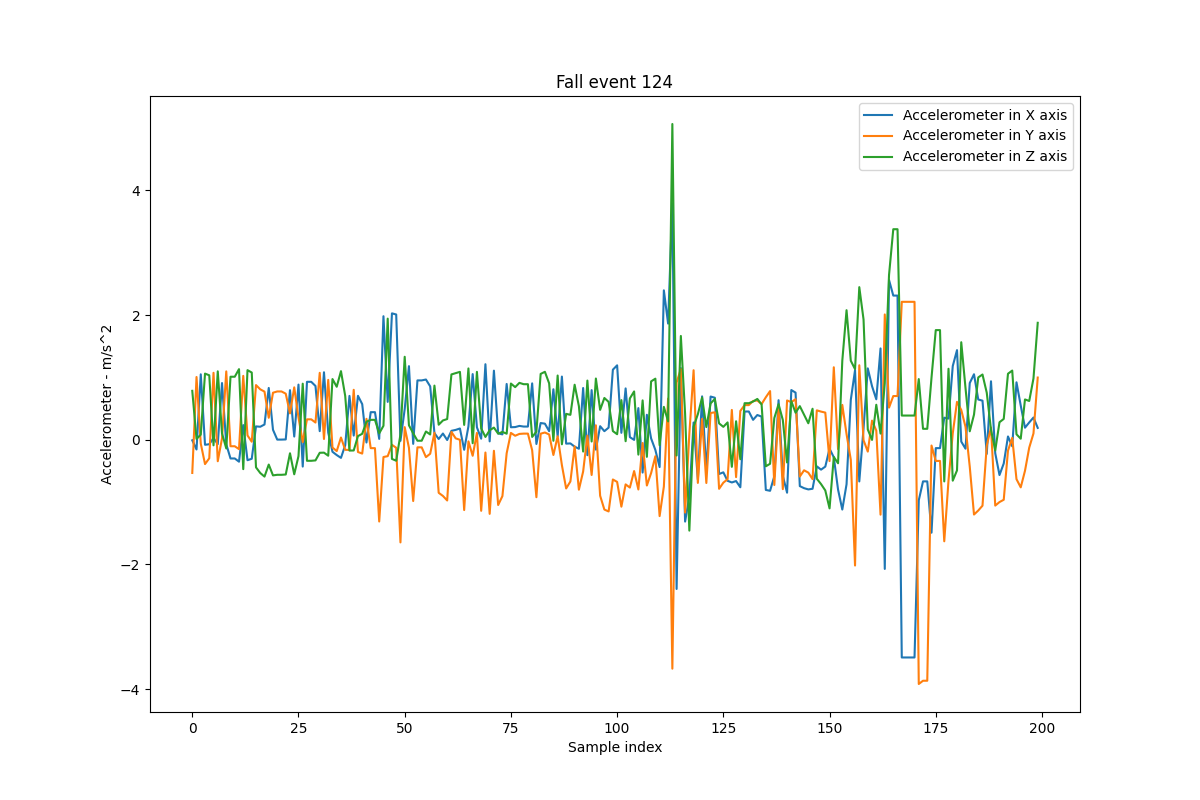 Fall event 124
Accelerometer in X axis
Accelerometer in Y axis
Accelerometer in Z axis
Accelerometer - m/s^2
4
2
0
−2
−4
0 25 50 75 100 125 150 175 200
Sample index